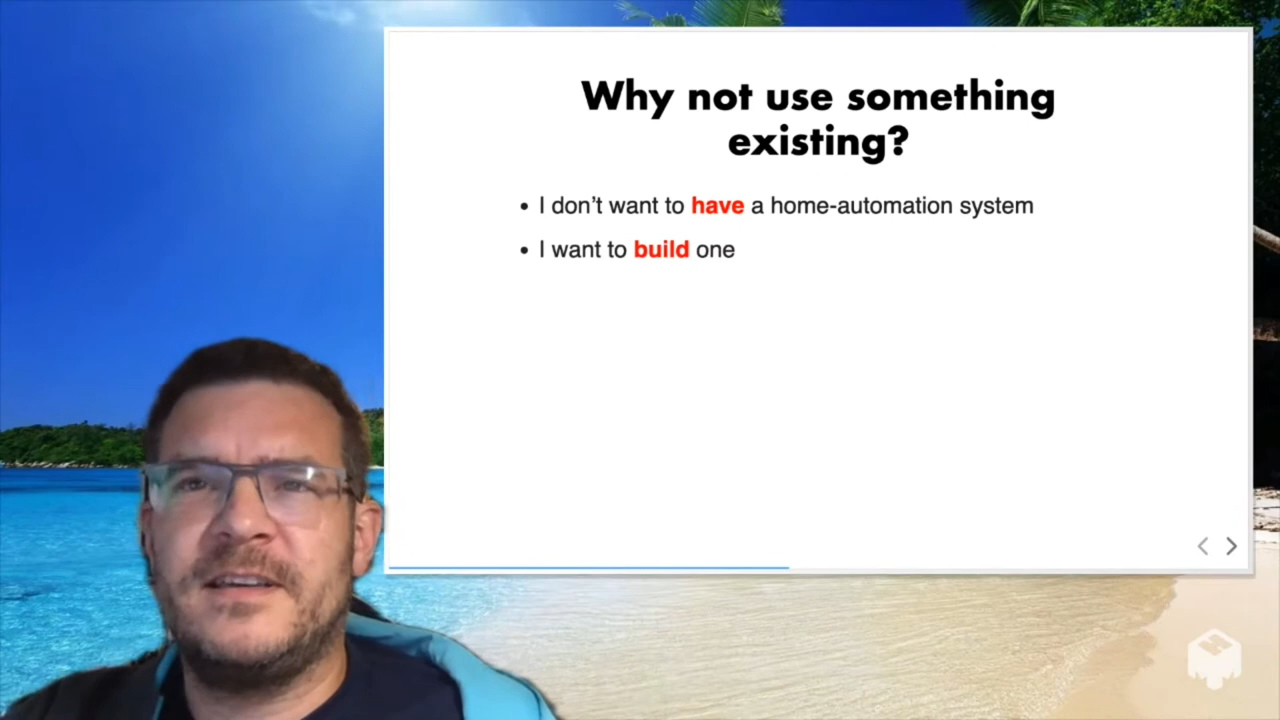 Why not use something
existing?
• I don’t want to have a home-automation system
• I want to build one